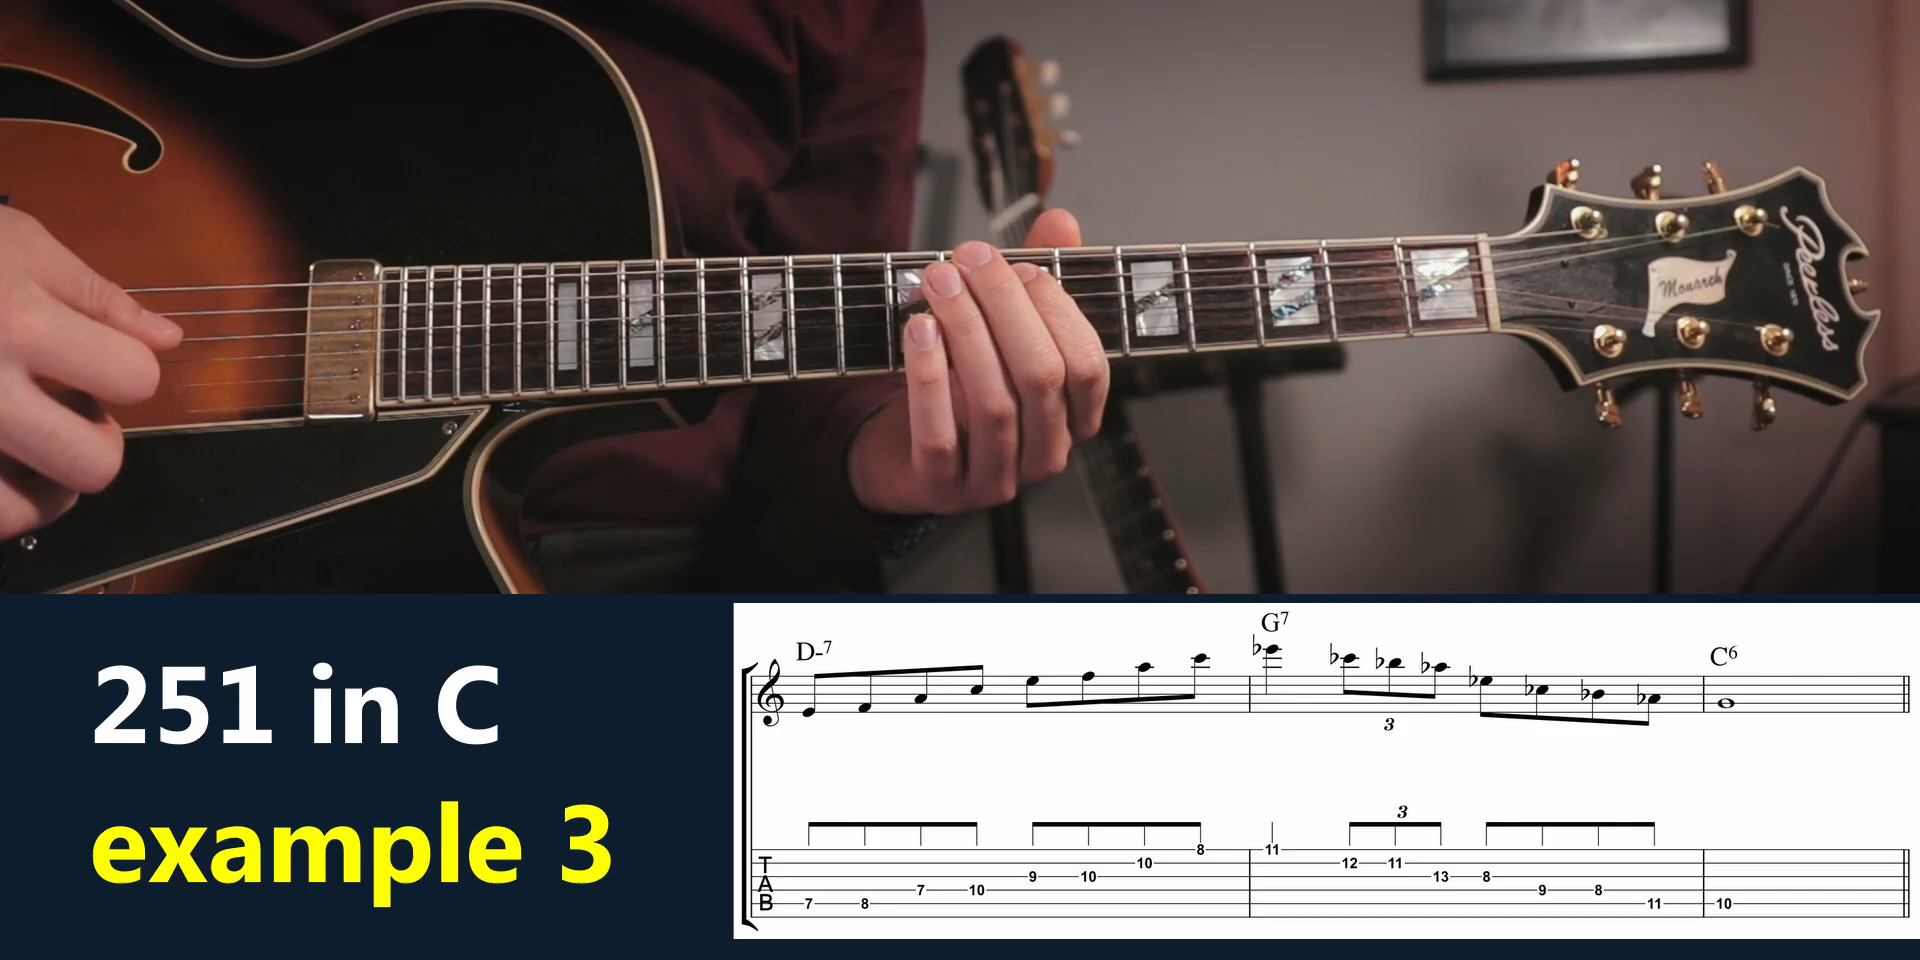 Peerless
Monarch
251 in C
example 3
D-7
G7
C6
3
3
T
A
B
7 8 7 10 9 10 10 8 11 12 11 13 8 9 8 11 10